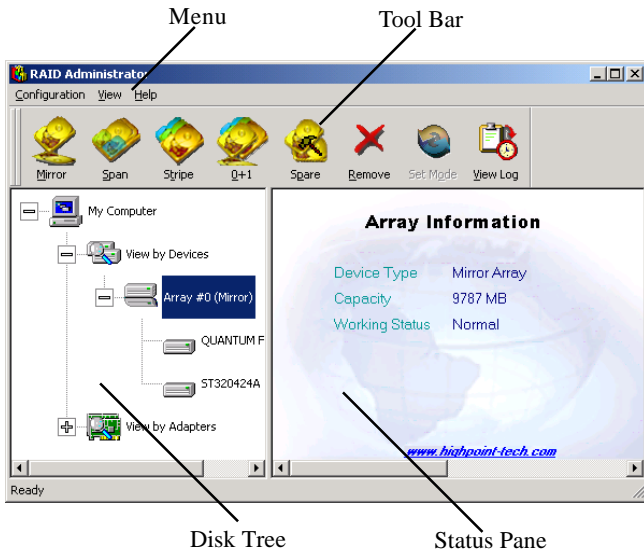 Menu
Tool Bar
RAID Administrator
Configuration View Help
Mirror Span Stripe 0+1 Spare Remove Set Mode View Log
My Computer
View by Devices
Array #0 (Mirror)
QUANTUM F
ST320424A
View by Adapters
Array Information
Device Type Mirror Array
Capacity 9787 MB
Working Status Normal
www.highpoint-tech.com
Ready
Disk Tree
Status Pane